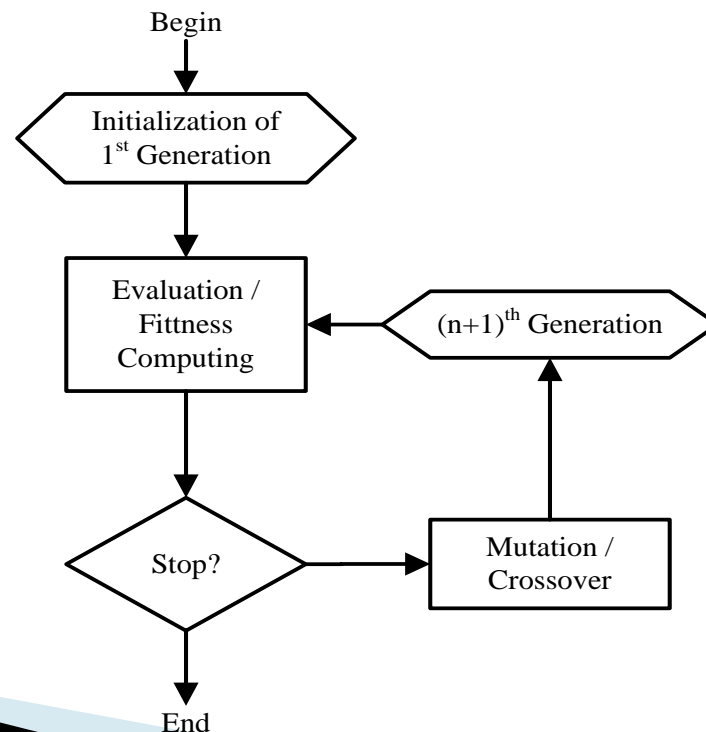 Begin
Initialization of
1st Generation
Evaluation /
Fittness
Computing
(n+1)th Generation
Stop?
Mutation /
Crossover
End